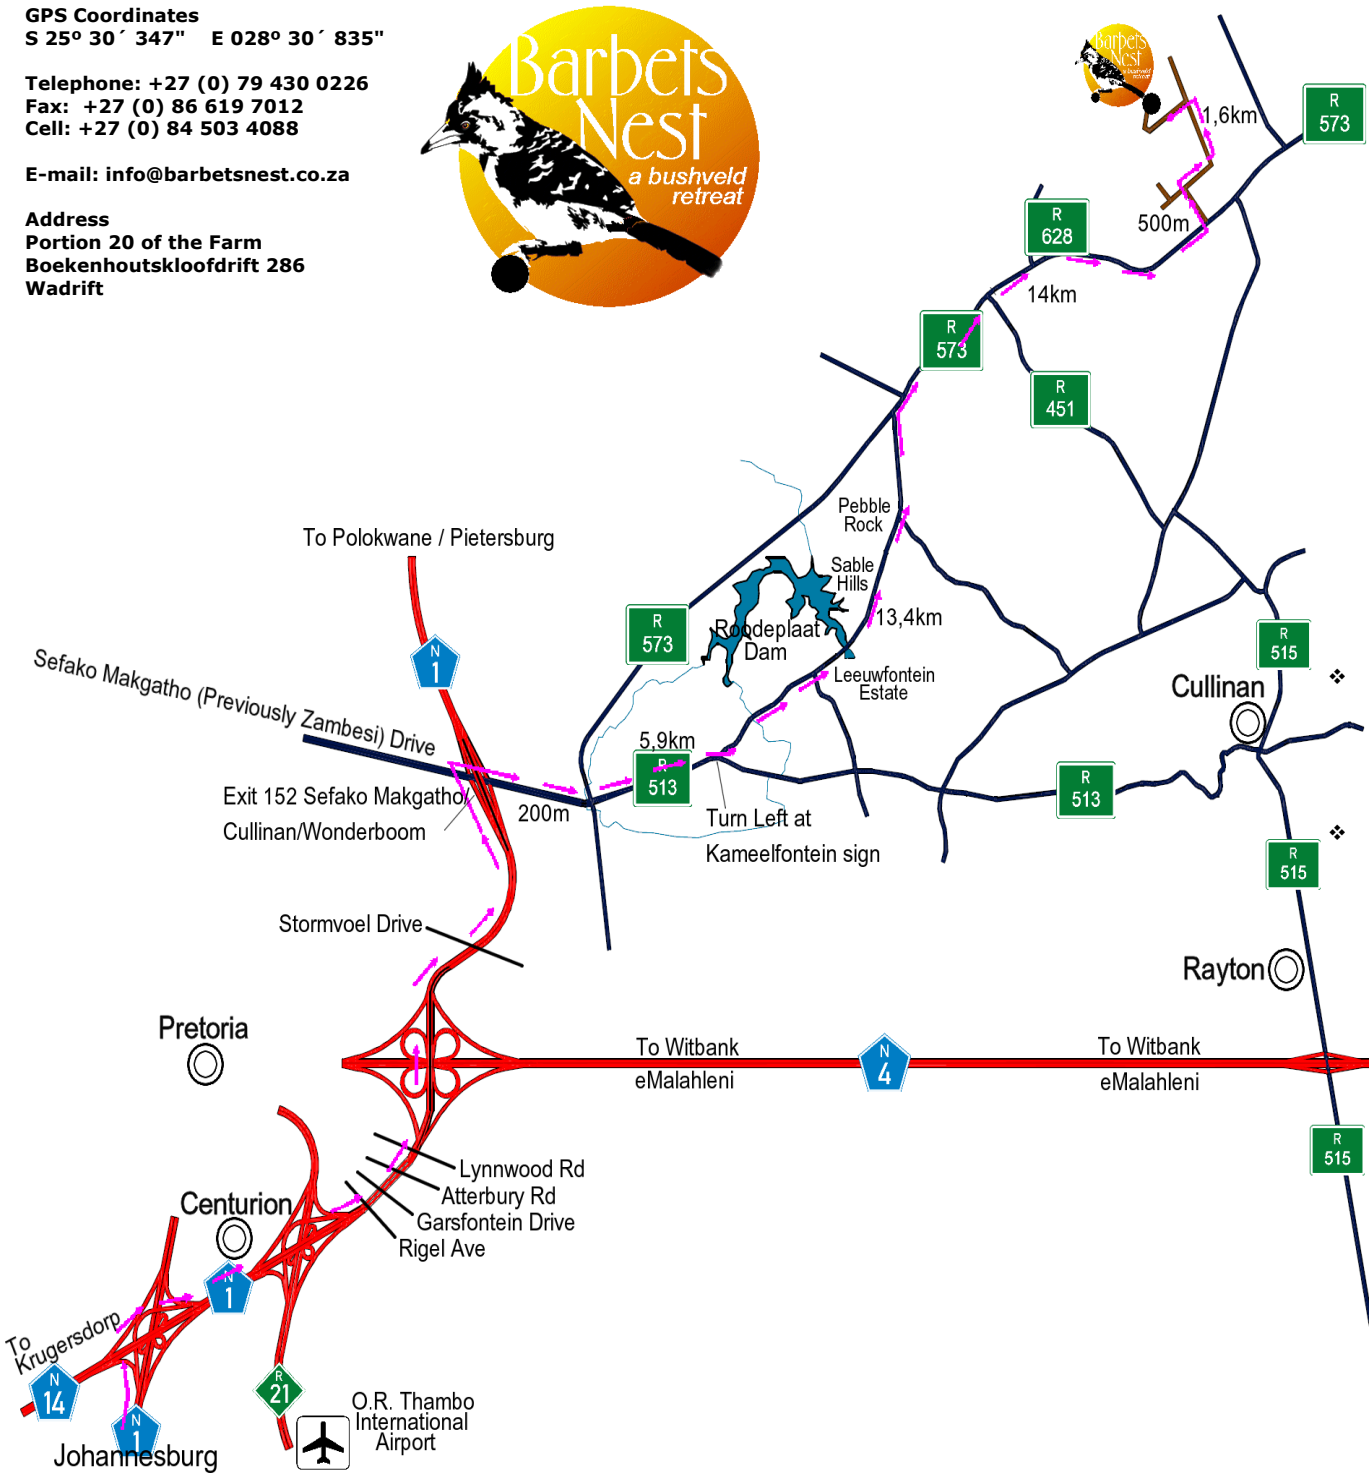 GPS Coordinates
S 25º 30´ 347" E 028º 30´ 835"
Telephone: +27 (0) 79 430 0226
Fax: +27 (0) 86 619 7012
Cell: +27 (0) 84 503 4088
E-mail: info@barbetsnest.co.za
Address
Portion 20 of the Farm
Boekenhoutskloofdrift 286
Wadrift
Barbets
Nest
a bushveld
retreat
Barbets
Nest
a bushveld
retreat
1,6km
R
573
500m
R
628
14km
R
573
R
451
Pebble
Rock
To Polokwane / Pietersburg
Sable
Hills
13,4km
R
573
Roodeplaat
Dam
R
515
N
1
Sefako Makgatho (Previously Zambesi) Drive
Leeuwfontein
Estate
Cullinan
5,9km
R
513
R
513
Exit 152 Sefako Makgatho/
Cullinan/Wonderboom
200m
Turn Left at
Kameelfontein sign
R
515
Stormvoel Drive
Rayton
Pretoria
To Witbank
eMalahleni
N
4
To Witbank
eMalahleni
R
515
Lynnwood Rd
Atterbury Rd
Garsfontein Drive
Rigel Ave
Centurion
N
1
To
Krugersdorp
N
14
R
21
N
1
Johannesburg
O.R. Thambo
International
Airport